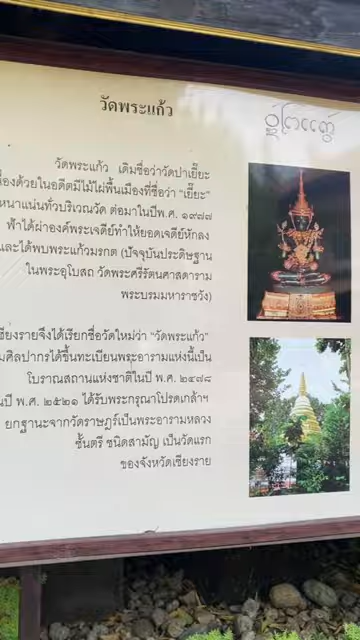 วัดพระแก้ว
วัดพระแก้ว เดิมชื่อว่าวัดป่าเยี๊ยะ
ด้วยในอดีตมีไม้ไผ่พื้นเมืองที่ชื่อว่า “เยี๊ยะ”
หนาแน่นทั่วบริเวณวัด ต่อมาในปีพ.ศ. ๑๙๗๗
ฟ้าได้ผ่าองค์พระเจดีย์ทำให้ยอดเจดีย์หักลง
และได้พบพระแก้วมรกต (ปัจจุบันประดิษฐาน
ในพระอุโบสถ วัดพระศรีรัตนศาสดาราม
พระบรมมหาราชวัง)
เชียงรายจึงได้เรียกชื่อวัดใหม่ว่า “วัดพระแก้ว”
ศิลปากรได้ขึ้นทะเบียนพระอารามแห่งนี้เป็น
โบราณสถานแห่งชาติในปี พ.ศ. ๒๔๗๘
ปี พ.ศ. ๒๕๒๑ ได้รับพระกรุณาโปรดเกล้าฯ
ยกฐานะจากวัดราษฎร์เป็นพระอารามหลวง
ชั้นตรี ชนิดสามัญ เป็นวัดแรก
ของจังหวัดเชียงราย